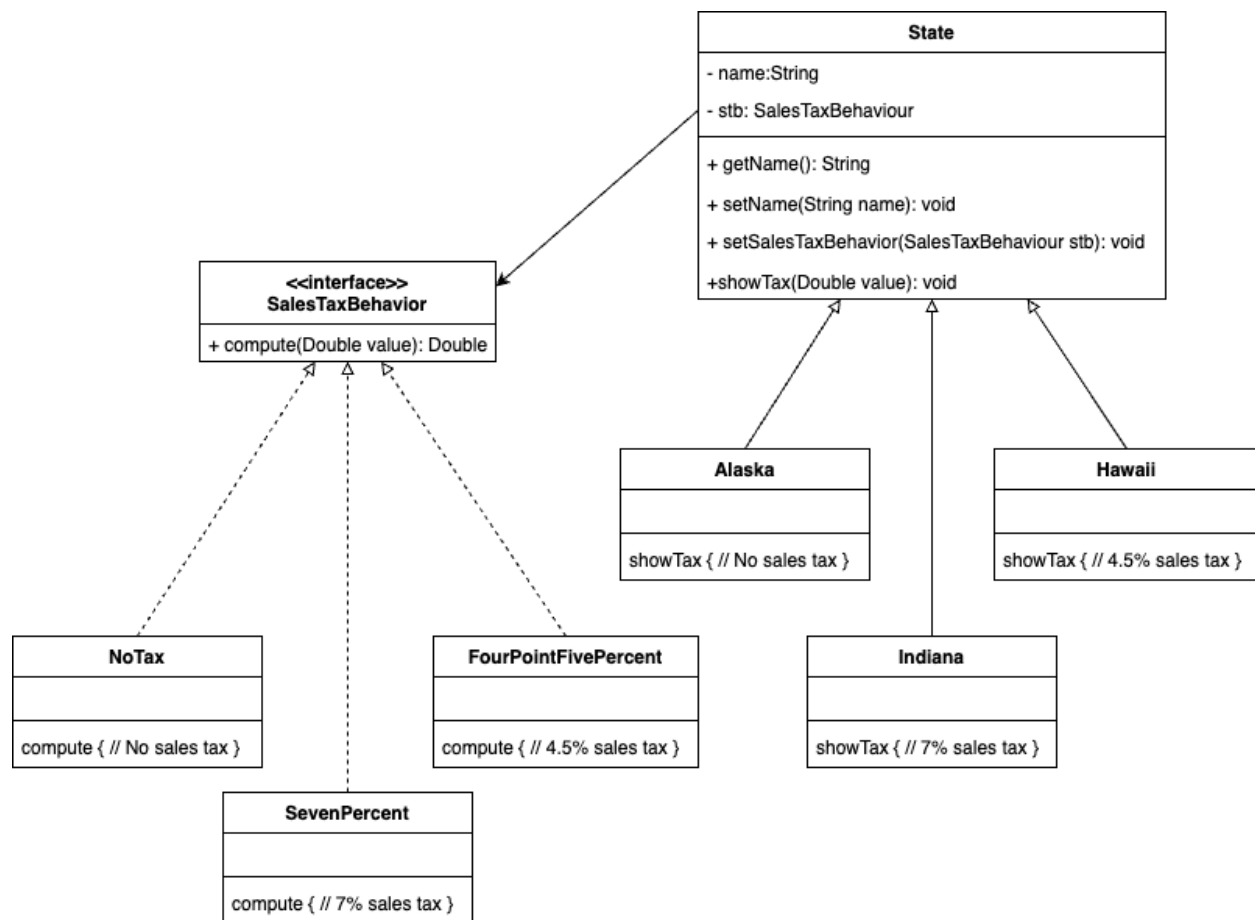 State
- name:String
- stb: SalesTaxBehaviour
+ getName(): String
+ setName(String name): void
+ setSalesTaxBehavior(SalesTaxBehaviour stb): void
+showTax(Double value): void
<<interface>>
SalesTaxBehavior
+ compute(Double value): Double
Alaska
showTax { // No sales tax }
Hawaii
showTax { // 4.5% sales tax }
NoTax
compute { // No sales tax }
FourPointFivePercent
compute { // 4.5% sales tax }
Indiana
showTax { // 7% sales tax }
SevenPercent
compute { // 7% sales tax }